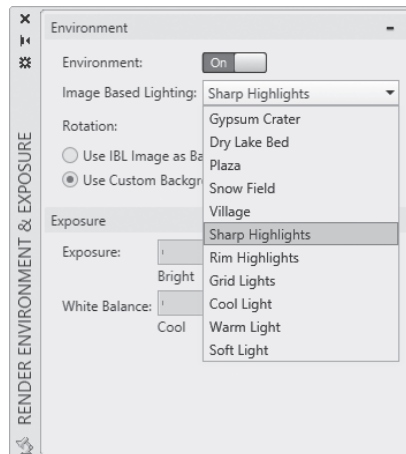 Environment
Environment: On
Image Based Lighting: Sharp Highlights
Gypsum Crater
Dry Lake Bed
Plaza
Snow Field
Village
Sharp Highlights
Rim Highlights
Grid Lights
Cool Light
Warm Light
Soft Light
Rotation:
Use IBL Image as Ba
Use Custom Backgr
Exposure
Exposure:
Bright
White Balance:
Cool
RENDER ENVIRONMENT & EXPOSURE